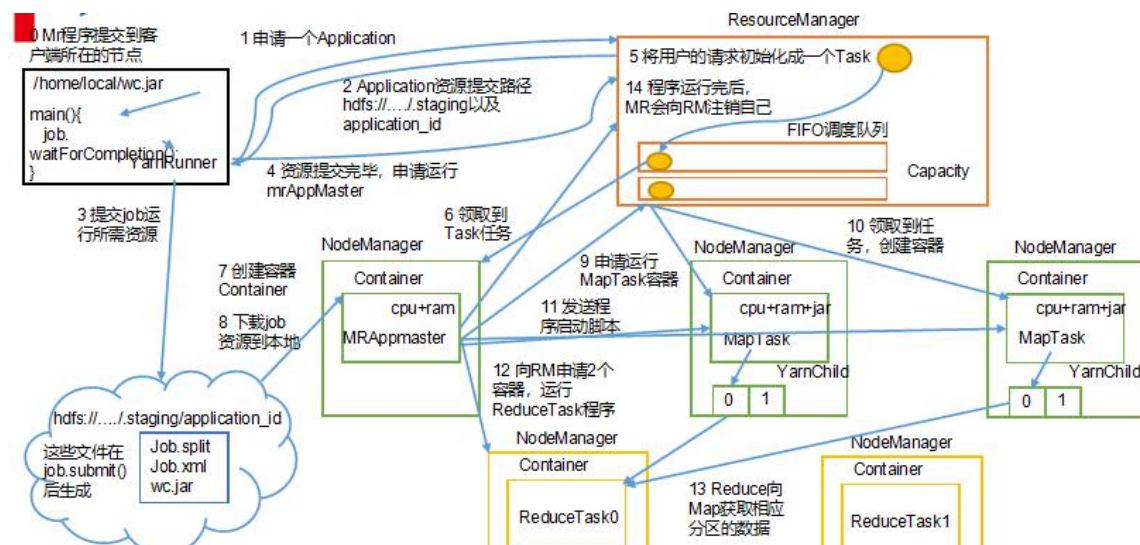 0 Mr程序提交到客
户端所在的节点
/home/local/wc.jar
main(){
job.
waitForCompletion();
}
YarnRunner
1 申请一个Application
2 Application资源提交路径
hdfs://…./.staging以及
application_id
4 资源提交完毕，申请运行
mrAppMaster
ResourceManager
5 将用户的请求初始化成一个Task
14 程序运行完后，
MR会向RM注销自己
FIFO调度队列
Capacity
3 提交job运
行所需资源
6 领取到
Task任务
NodeManager
Container
cpu+ram
MRAppmaster
7 创建容器
Container
8 下载job
资源到本地
9 申请运行
MapTask容器
11 发送程
序启动脚本
NodeManager
Container
cpu+ram+jar
MapTask
YarnChild
0 1
10 领取到任
务，创建容器
NodeManager
Container
cpu+ram+jar
MapTask
YarnChild
0 1
12 向RM申请2个
容器，运行
ReduceTask程序
hdfs://…./.staging/application_id
这些文件在
job.submit()
后生成
Job.split
Job.xml
wc.jar
NodeManager
Container
ReduceTask0
13 Reduce向
Map获取相应
分区的数据
NodeManager
Container
ReduceTask1